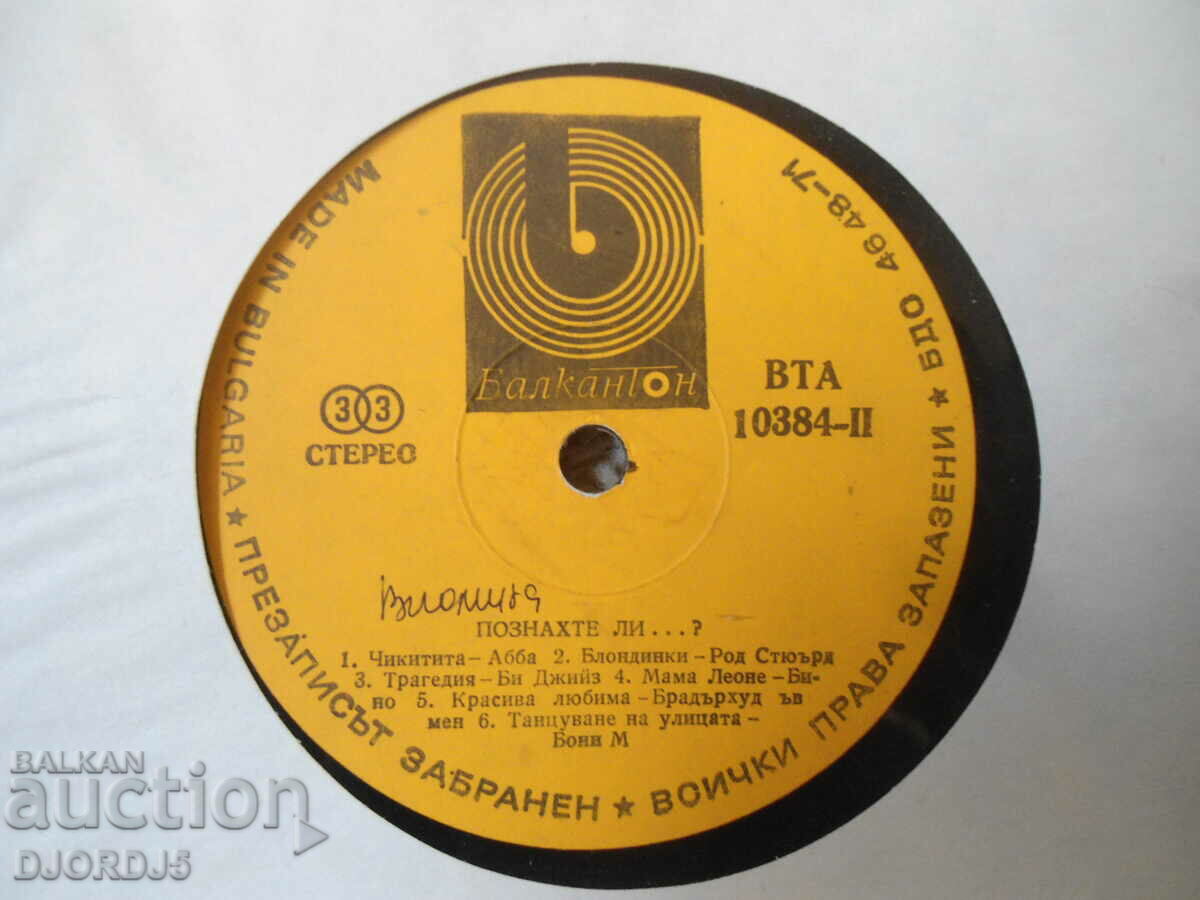 Балкантон
33
СТЕРЕО
ВТА
10384-II
ПОЗНАХТЕ ЛИ...?
1. Чикитита – Абба 2. Блондинки – Род Стюърд
3. Трагедия – Би Джийз 4. Мама Леоне – Би-
но 5. Красива любима – Брадърхуд ъв
мен 6. Танцуване на улицата –
Бони М
MADE IN BULGARIA ★ ПРЕЗАПИСЪТ ЗАБРАНЕН ★ ВСИЧКИ ПРАВА ЗАПАЗЕНИ ★ БДО 4648-71
BALKAN
auction
DJORDJ5